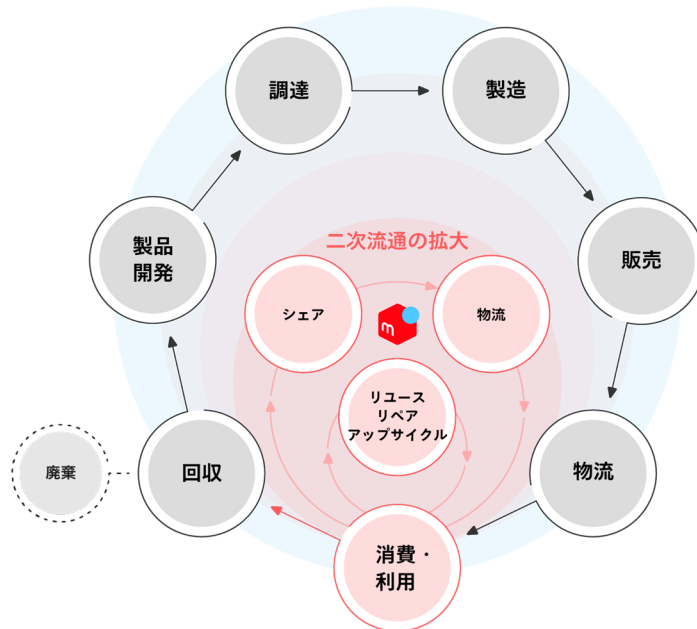 調達
製造
製品
開発
販売
二次流通の拡大
シェア
物流
m
リユース
リペア
アップサイクル
廃棄
回収
物流
消費・
利用